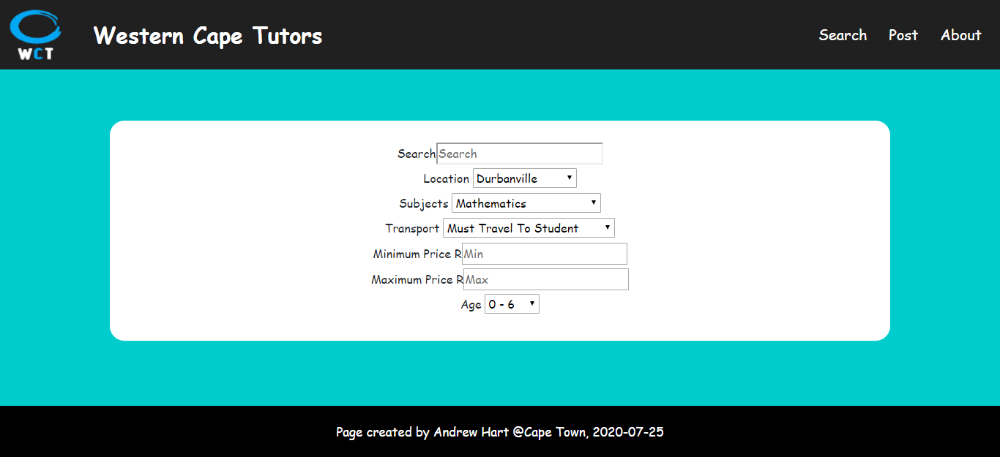 WCT
Western Cape Tutors
Search Post About
Search Search
Location Durbanville
Subjects Mathematics
Transport Must Travel To Student
Minimum Price R Min
Maximum Price R Max
Age 0 - 6
Page created by Andrew Hart @Cape Town, 2020-07-25